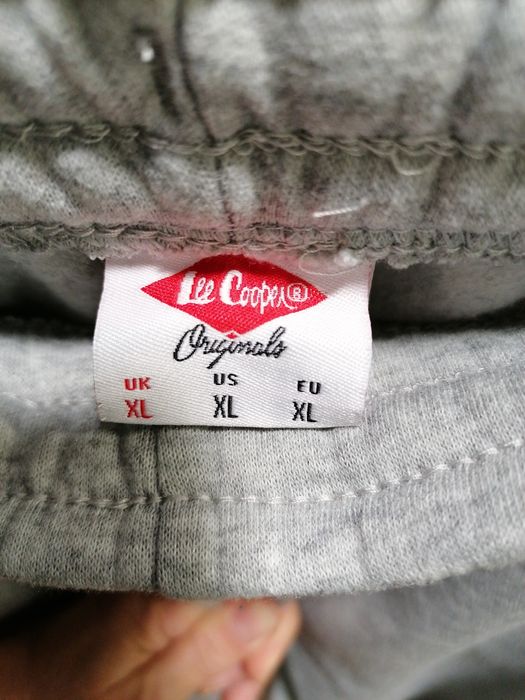 Lee Cooper®
Originals
UK US EU
XL XL XL